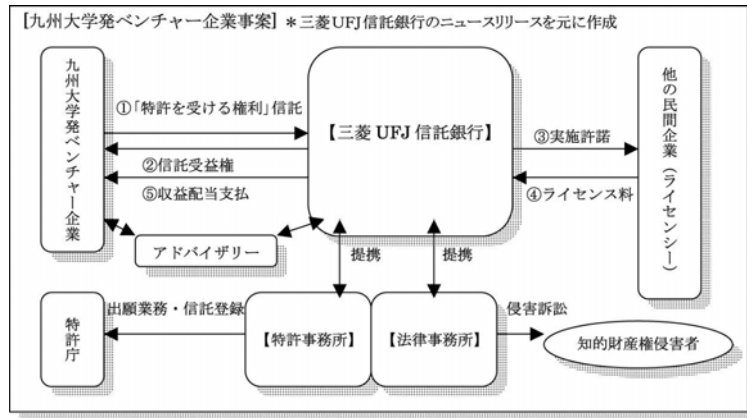 [九州大学発ベンチャー企業事案] *三菱UFJ信託銀行のニュースリリースを元に作成
九州大学発ベンチャー企業
①「特許を受ける権利」信託
②信託受益権
⑤収益配当支払
【三菱UFJ信託銀行】
③実施許諾
④ライセンス料
他の民間企業(ライセンシー)
アドバイザリー
提携
提携
特許庁
出願業務・信託登録
【特許事務所】
【法律事務所】
侵害訴訟
知的財産権侵害者